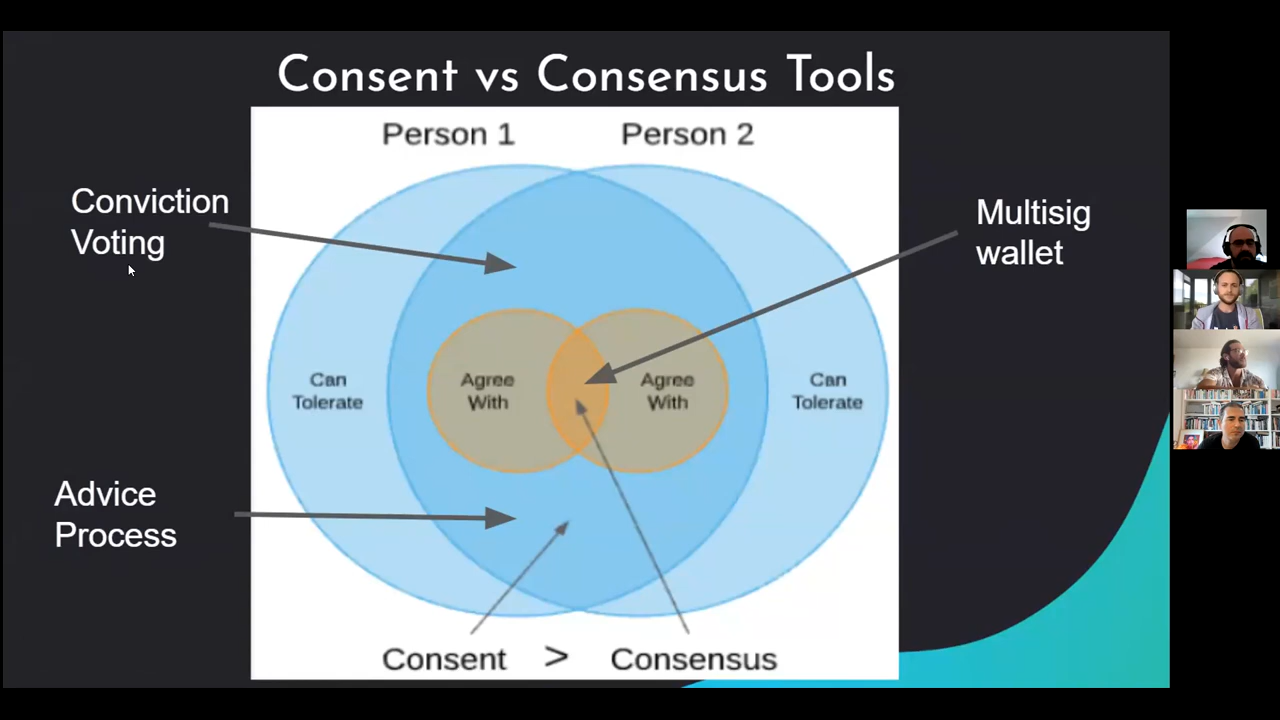 Consent vs Consensus Tools
Person 1
Person 2
Conviction
Voting
Multisig
wallet
Can
Tolerate
Agree
With
Agree
With
Can
Tolerate
Advice
Process
Consent > Consensus